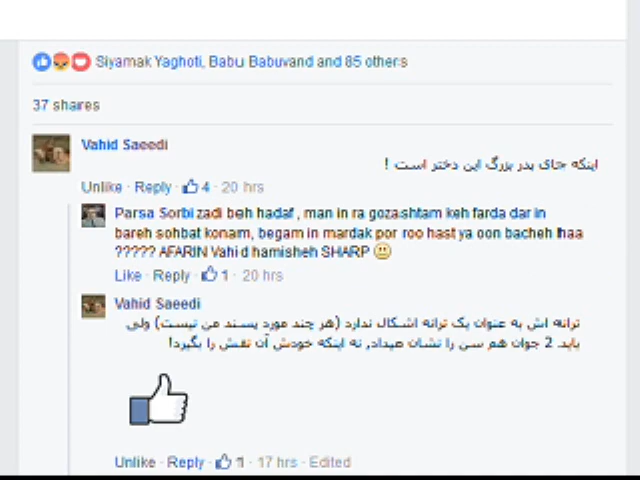 Siyamak Yaghoti, Babu Babuvand and 85 others
37 shares
Vahid Saeedi
اینکه جای پدر بزرگ این دختر است !
Unlike · Reply · 4 · 20 hrs
Parsa Sorbi zadi beh hadaf , man in ra gozashtam keh farda dar in
bareh sohbat konam, begam in mardak por roo hast ya oon bacheh haa
????? AFARIN Vahid hamisheh SHARP
Like · Reply · 1 · 20 hrs
Vahid Saeedi
ترانه اش به عنوان یک ترانه اشکال ندارد (هر چند مورد پسند من نیست) ولی
باید 2 جوان هم سن را نشان میداد, نه اینکه خودش آن نقش را بگیرد!
Unlike · Reply · 1 · 17 hrs · Edited